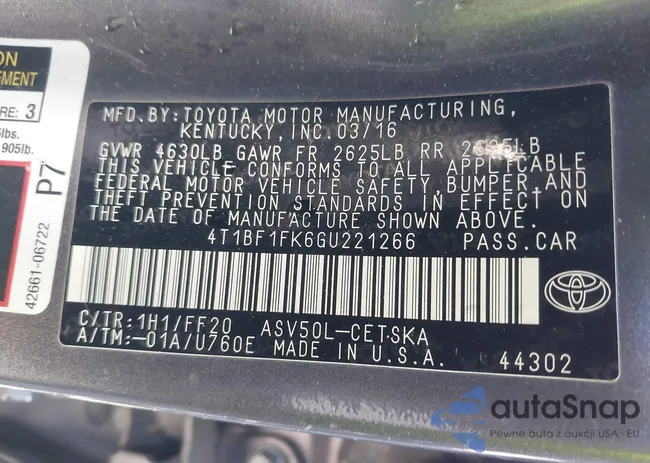 ION
EMENT
RE: 3
lbs.
905lb.
P7
42661-06722
MFD.BY:TOYOTA MOTOR MANUFACTURING,
KENTUCKY, INC. 03/16
GVWR 4630LB GAWR FR 2625LB RR LB
THIS VEHICLE CONFORMS TO ALL APPLICABLE
FEDERAL MOTOR VEHICLE SAFETY,BUMPER,AND
THEFT PREVENTION STANDARDS IN EFFECT ON
THE DATE OF MANUFACTURE SHOWN ABOVE.
4T1BF1FK6GU221266 PASS.CAR
TOYOTA
C/TR:1H1/FF20 ASV50L-CETSKA
A/TM:-01A/U760E MADE IN U.S.A.
44302
autaSnap
Pewne auta z aukcji USA · EU